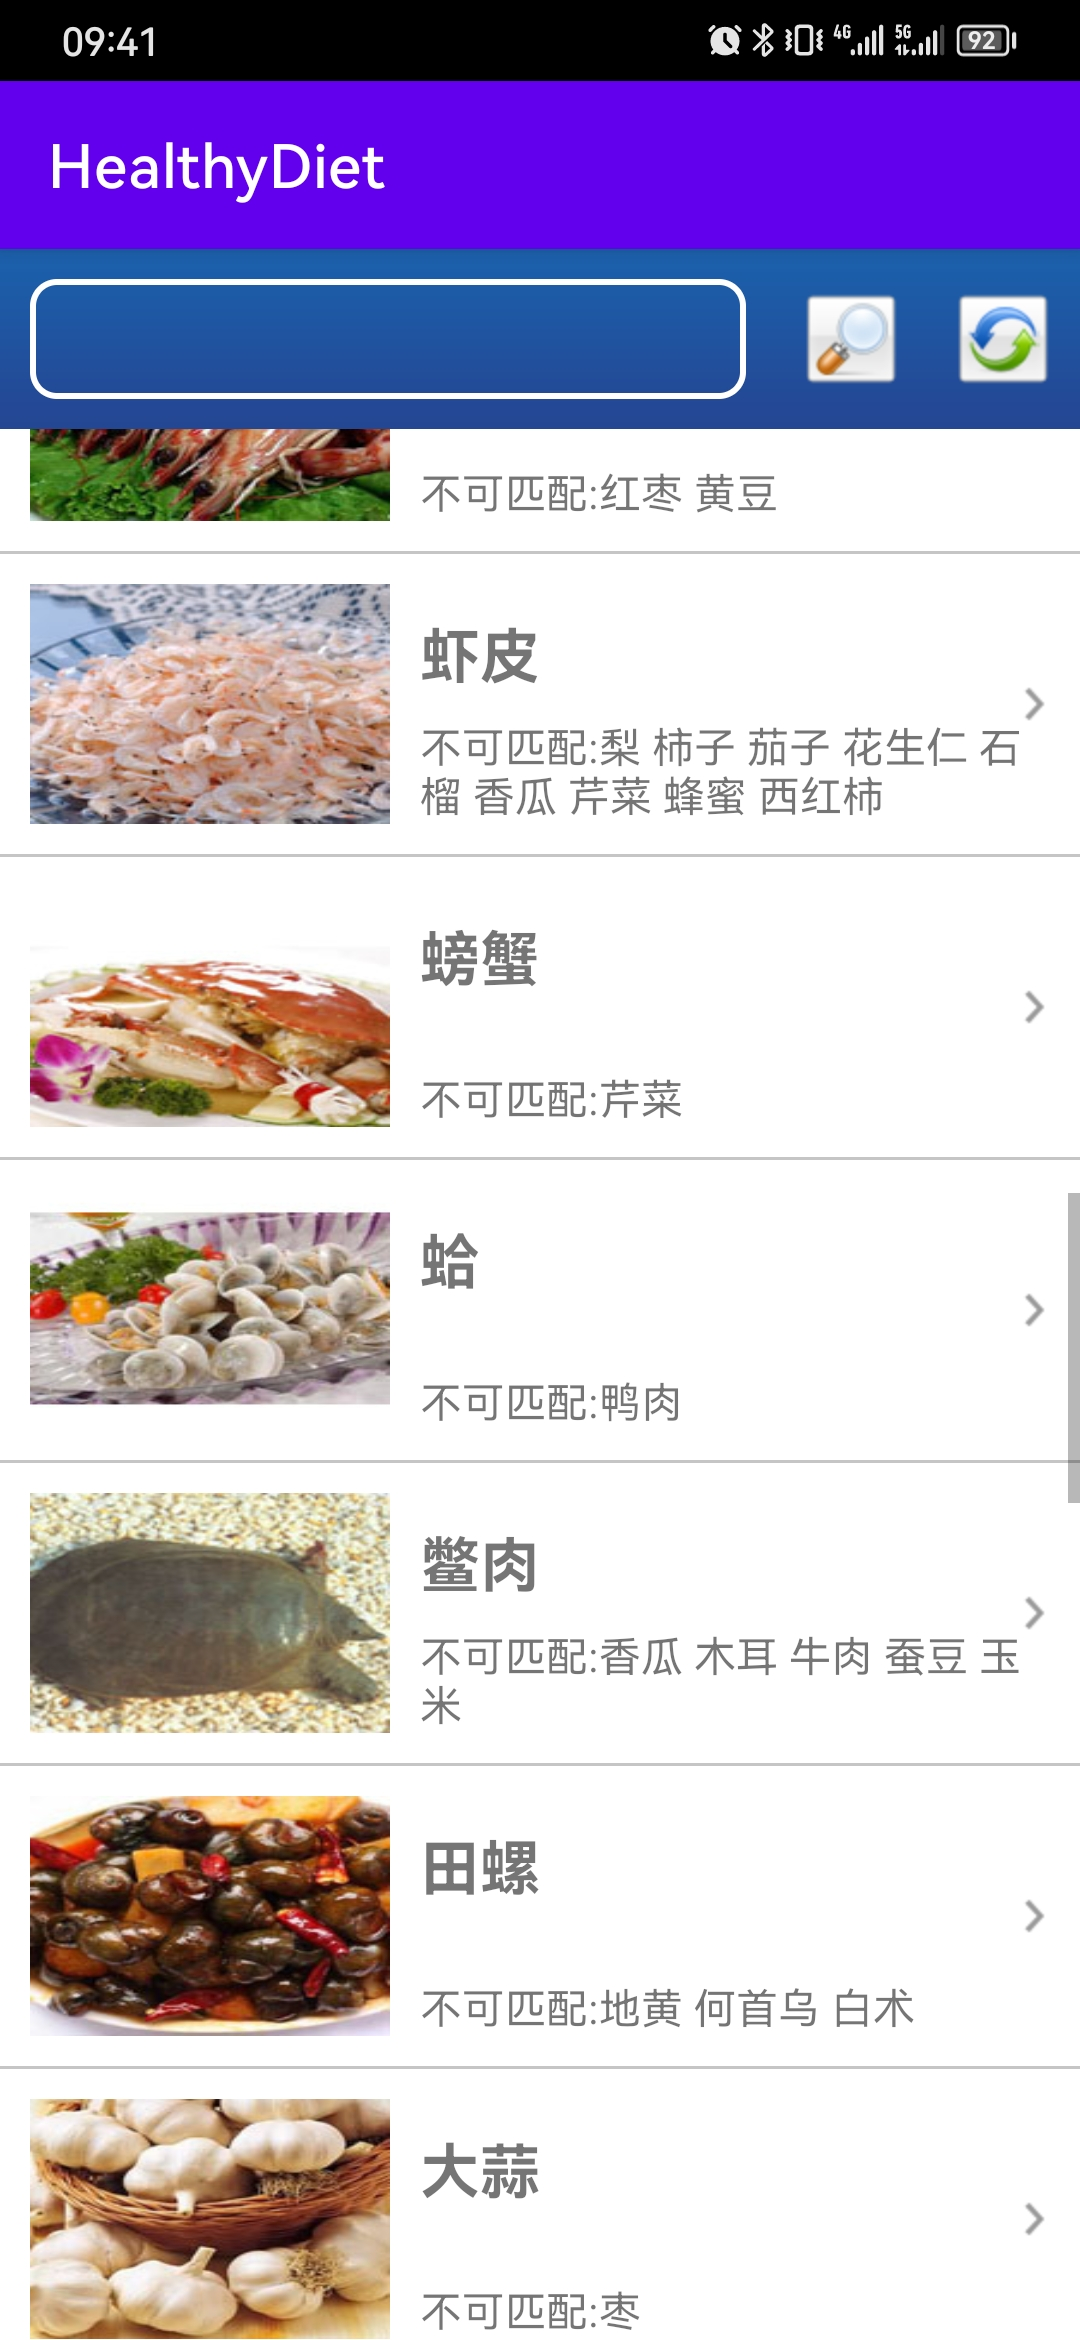 09:41
4G
5G
92
HealthyDiet
不可匹配:红枣 黄豆
虾皮
不可匹配:梨 柿子 茄子 花生仁 石
榴 香瓜 芹菜 蜂蜜 西红柿
螃蟹
不可匹配:芹菜
蛤
不可匹配:鸭肉
鳖肉
不可匹配:香瓜 木耳 牛肉 蚕豆 玉
米
田螺
不可匹配:地黄 何首乌 白术
大蒜
不可匹配:枣